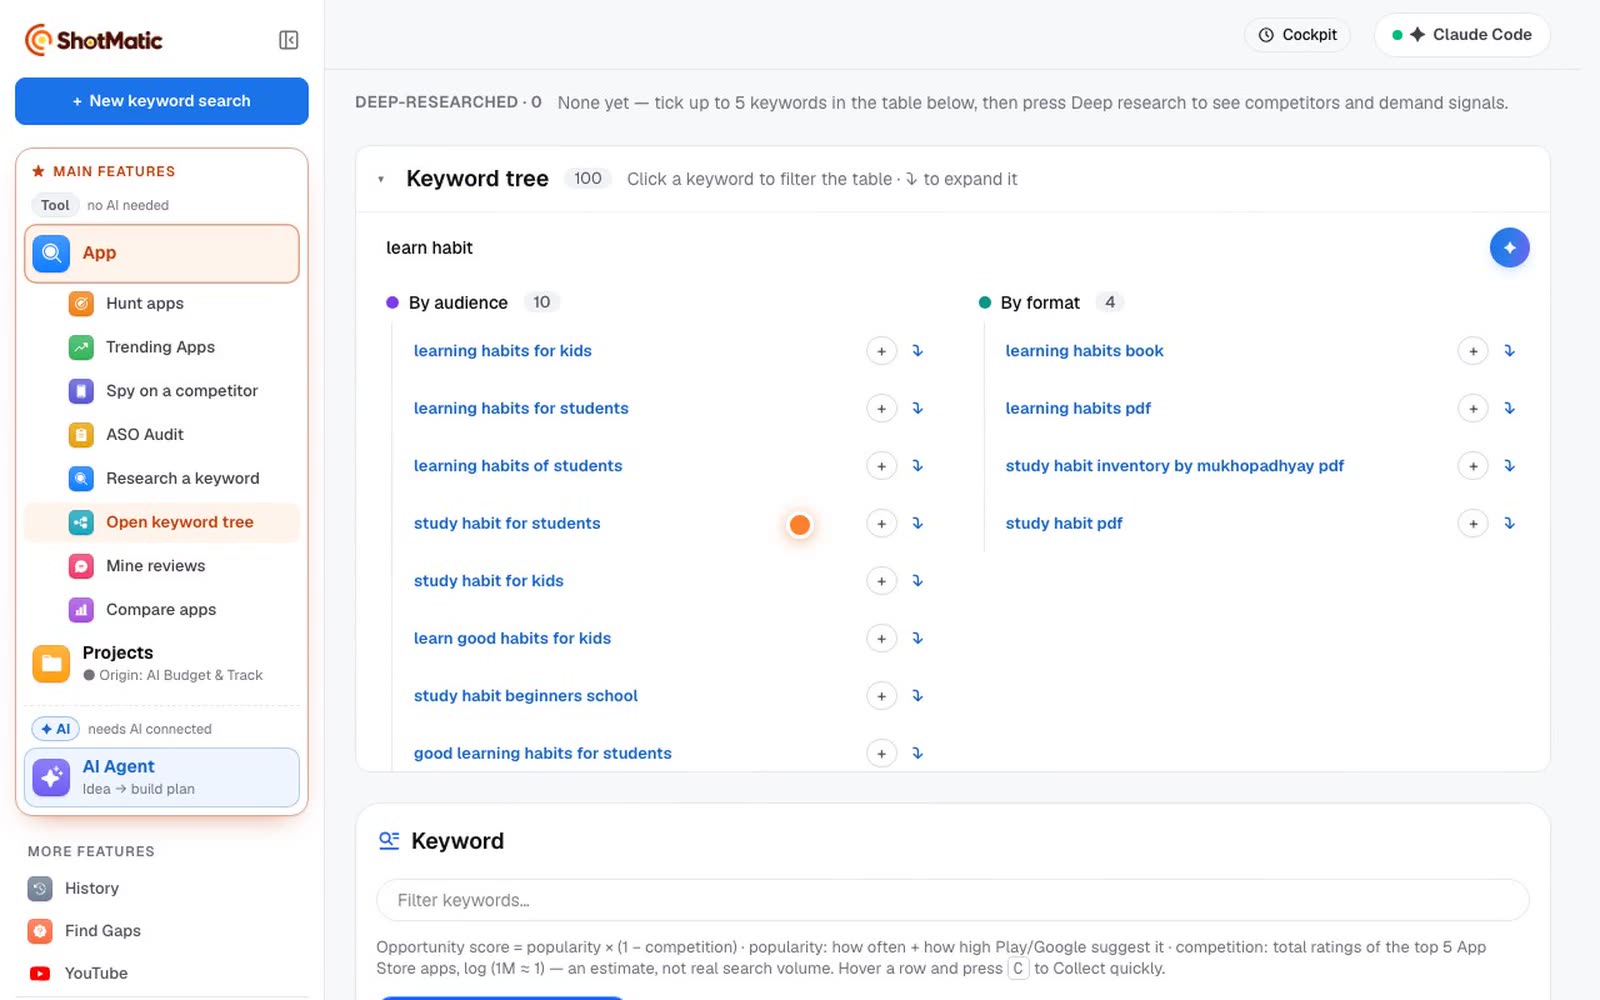 ShotMatic
+ New keyword search
MAIN FEATURES
Tool no AI needed
App
Hunt apps
Trending Apps
Spy on a competitor
ASO Audit
Research a keyword
Open keyword tree
Mine reviews
Compare apps
Projects
Origin: AI Budget & Track
AI needs AI connected
AI Agent
Idea → build plan
MORE FEATURES
History
Find Gaps
YouTube
Cockpit
Claude Code
DEEP-RESEARCHED · 0 None yet — tick up to 5 keywords in the table below, then press Deep research to see competitors and demand signals.
Keyword tree 100 Click a keyword to filter the table · ⤵ to expand it
learn habit
By audience 10
learning habits for kids
learning habits for students
learning habits of students
study habit for students
study habit for kids
learn good habits for kids
study habit beginners school
good learning habits for students
By format 4
learning habits book
learning habits pdf
study habit inventory by mukhopadhyay pdf
study habit pdf
Keyword
Filter keywords...
Opportunity score = popularity × (1 − competition) · popularity: how often + how high Play/Google suggest it · competition: total ratings of the top 5 App
Store apps, log (1M ≈ 1) — an estimate, not real search volume. Hover a row and press C to Collect quickly.